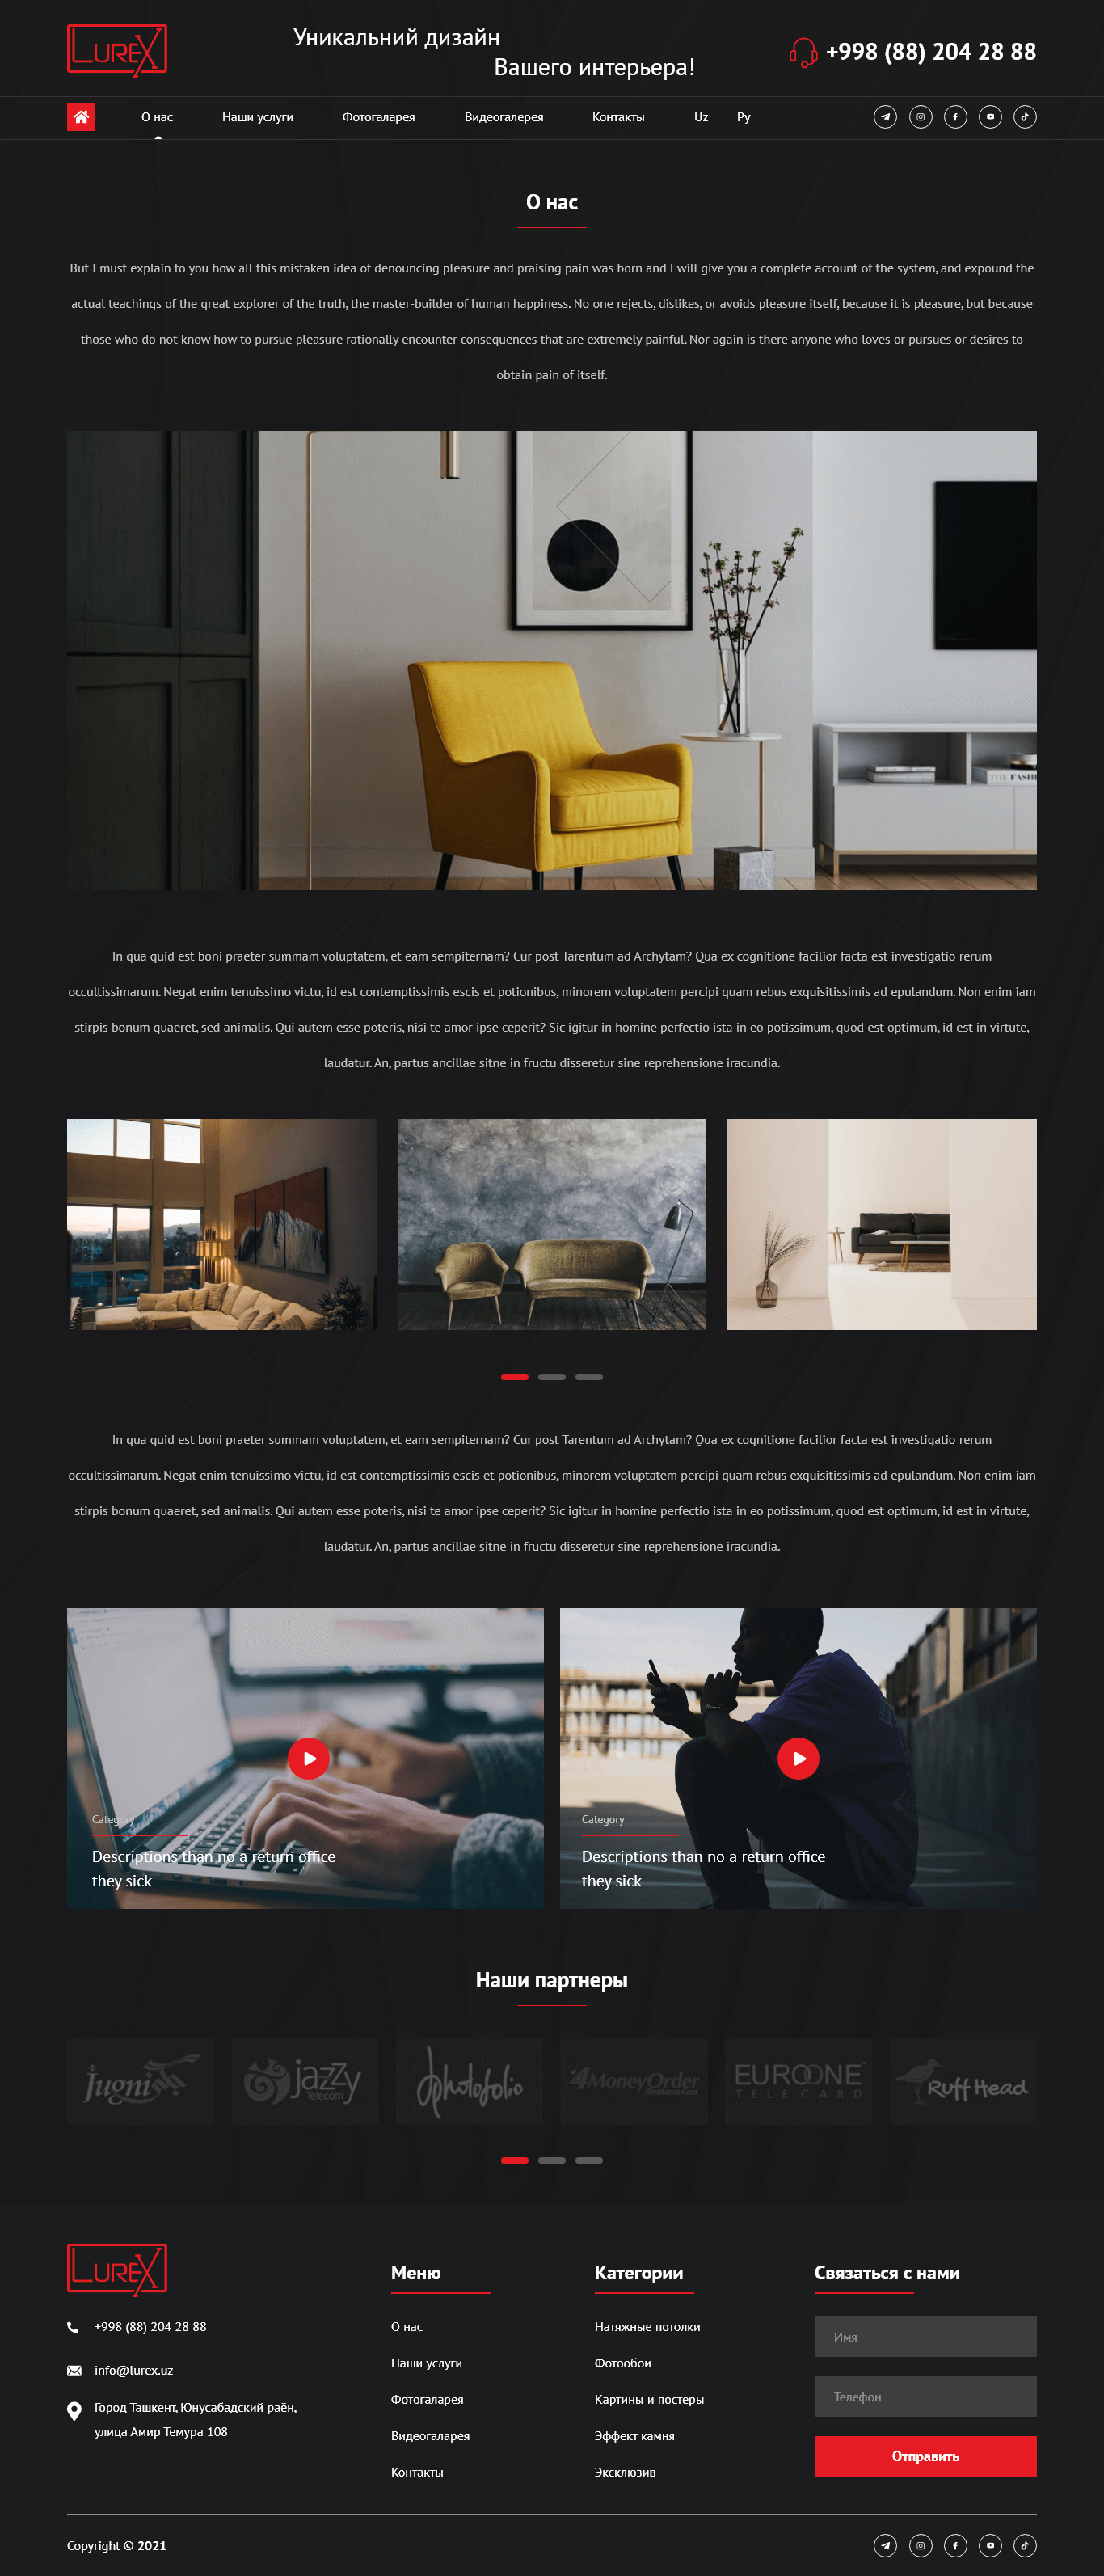 LUREX
Уникальний дизайн
Вашего интерьера!
+998 (88) 204 28 88
О нас
Наши услуги
Фотогаларея
Видеогалерея
Контакты
Uz
Ру
О нас
But I must explain to you how all this mistaken idea of denouncing pleasure and praising pain was born and I will give you a complete account of the system, and expound the
actual teachings of the great explorer of the truth, the master-builder of human happiness. No one rejects, dislikes, or avoids pleasure itself, because it is pleasure, but because
those who do not know how to pursue pleasure rationally encounter consequences that are extremely painful. Nor again is there anyone who loves or pursues or desires to
obtain pain of itself.
THE FASH
In qua quid est boni praeter summam voluptatem, et eam sempiternam? Cur post Tarentum ad Archytam? Qua ex cognitione facilior facta est investigatio rerum
occultissimarum. Negat enim tenuissimo victu, id est contemptissimis escis et potionibus, minorem voluptatem percipi quam rebus exquisitissimis ad epulandum. Non enim iam
stirpis bonum quaeret, sed animalis. Qui autem esse poteris, nisi te amor ipse ceperit? Sic igitur in homine perfectio ista in eo potissimum, quod est optimum, id est in virtute,
laudatur. An, partus ancillae sitne in fructu disseretur sine reprehensione iracundia.
In qua quid est boni praeter summam voluptatem, et eam sempiternam? Cur post Tarentum ad Archytam? Qua ex cognitione facilior facta est investigatio rerum
occultissimarum. Negat enim tenuissimo victu, id est contemptissimis escis et potionibus, minorem voluptatem percipi quam rebus exquisitissimis ad epulandum. Non enim iam
stirpis bonum quaeret, sed animalis. Qui autem esse poteris, nisi te amor ipse ceperit? Sic igitur in homine perfectio ista in eo potissimum, quod est optimum, id est in virtute,
laudatur. An, partus ancillae sitne in fructu disseretur sine reprehensione iracundia.
Category
Descriptions than no a return office
they sick
Category
Descriptions than no a return office
they sick
Наши партнеры
jugni
jazzy
Telecom
photofolio
4MoneyOrder
Remittance Card
EUROONE
TELECARD
Ruff Head
LUREX
+998 (88) 204 28 88
info@lurex.uz
Город Ташкент, Юнусабадский раён,
улица Амир Темура 108
Меню
О нас
Наши услуги
Фотогаларея
Видеогаларея
Контакты
Категории
Натяжные потолки
Фотообои
Картины и постеры
Эффект камня
Эксклюзив
Связаться с нами
Имя
Телефон
Отправить
Copyright © 2021